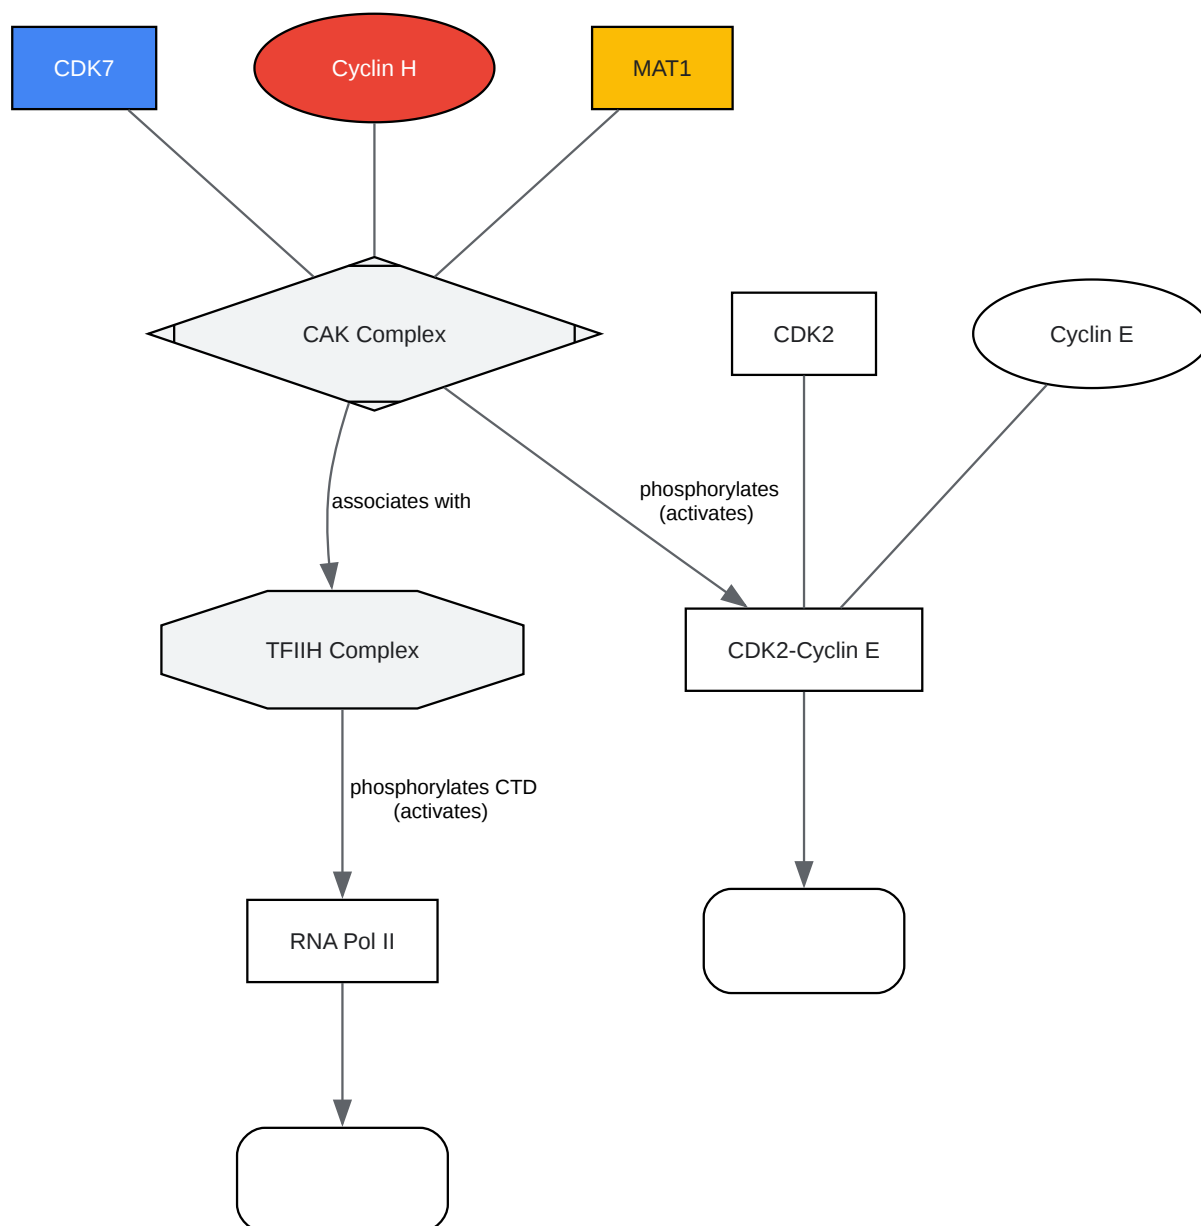 CDK7
Cyclin H
MAT1
CAK Complex
CDK2
Cyclin E
associates with
phosphorylates
(activates)
TFIIH Complex
CDK2-Cyclin E
phosphorylates CTD
(activates)
RNA Pol II